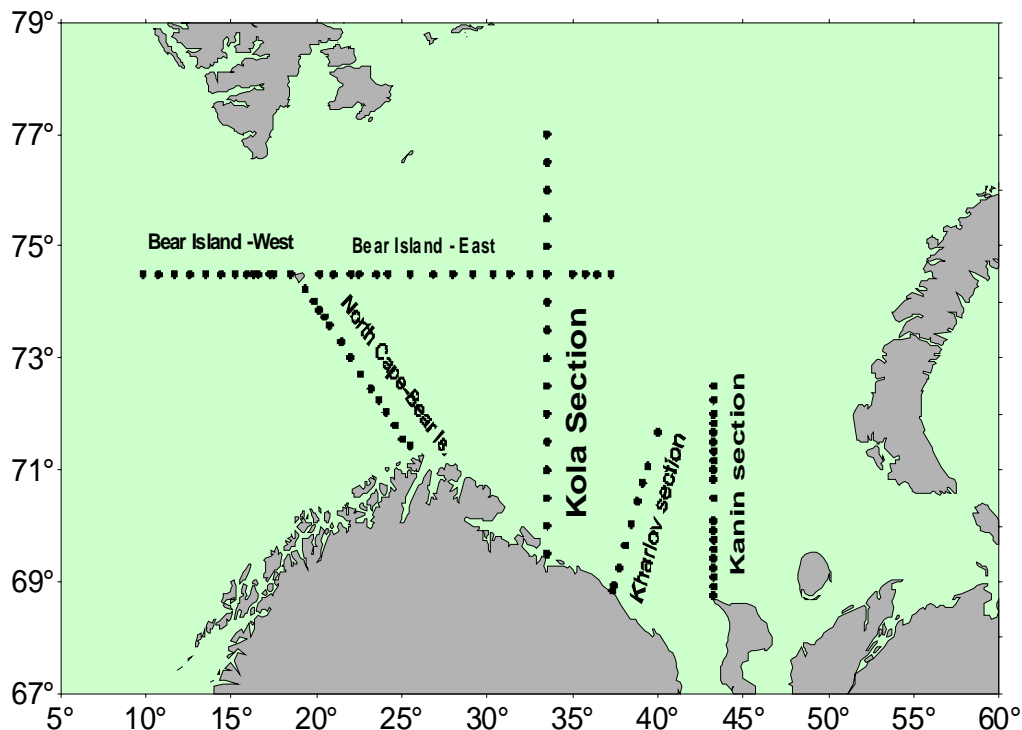 79°
77°
75°
73°
71°
69°
67°
5° 10° 15° 20° 25° 30° 35° 40° 45° 50° 55° 60°
Bear Island -West
Bear Island - East
North Cape-Bear Is
Kola Section
Kharlov section
Kanin section